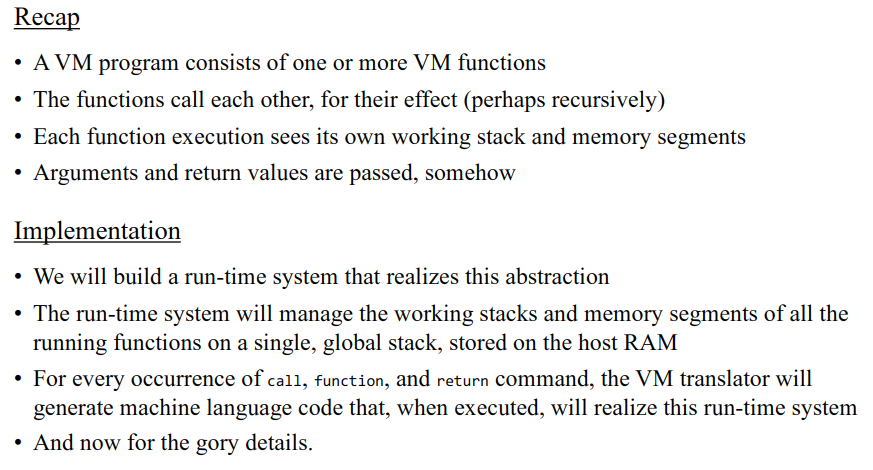 Recap
• A VM program consists of one or more VM functions
• The functions call each other, for their effect (perhaps recursively)
• Each function execution sees its own working stack and memory segments
• Arguments and return values are passed, somehow
Implementation
• We will build a run-time system that realizes this abstraction
• The run-time system will manage the working stacks and memory segments of all the
running functions on a single, global stack, stored on the host RAM
• For every occurrence of call, function, and return command, the VM translator will
generate machine language code that, when executed, will realize this run-time system
• And now for the gory details.